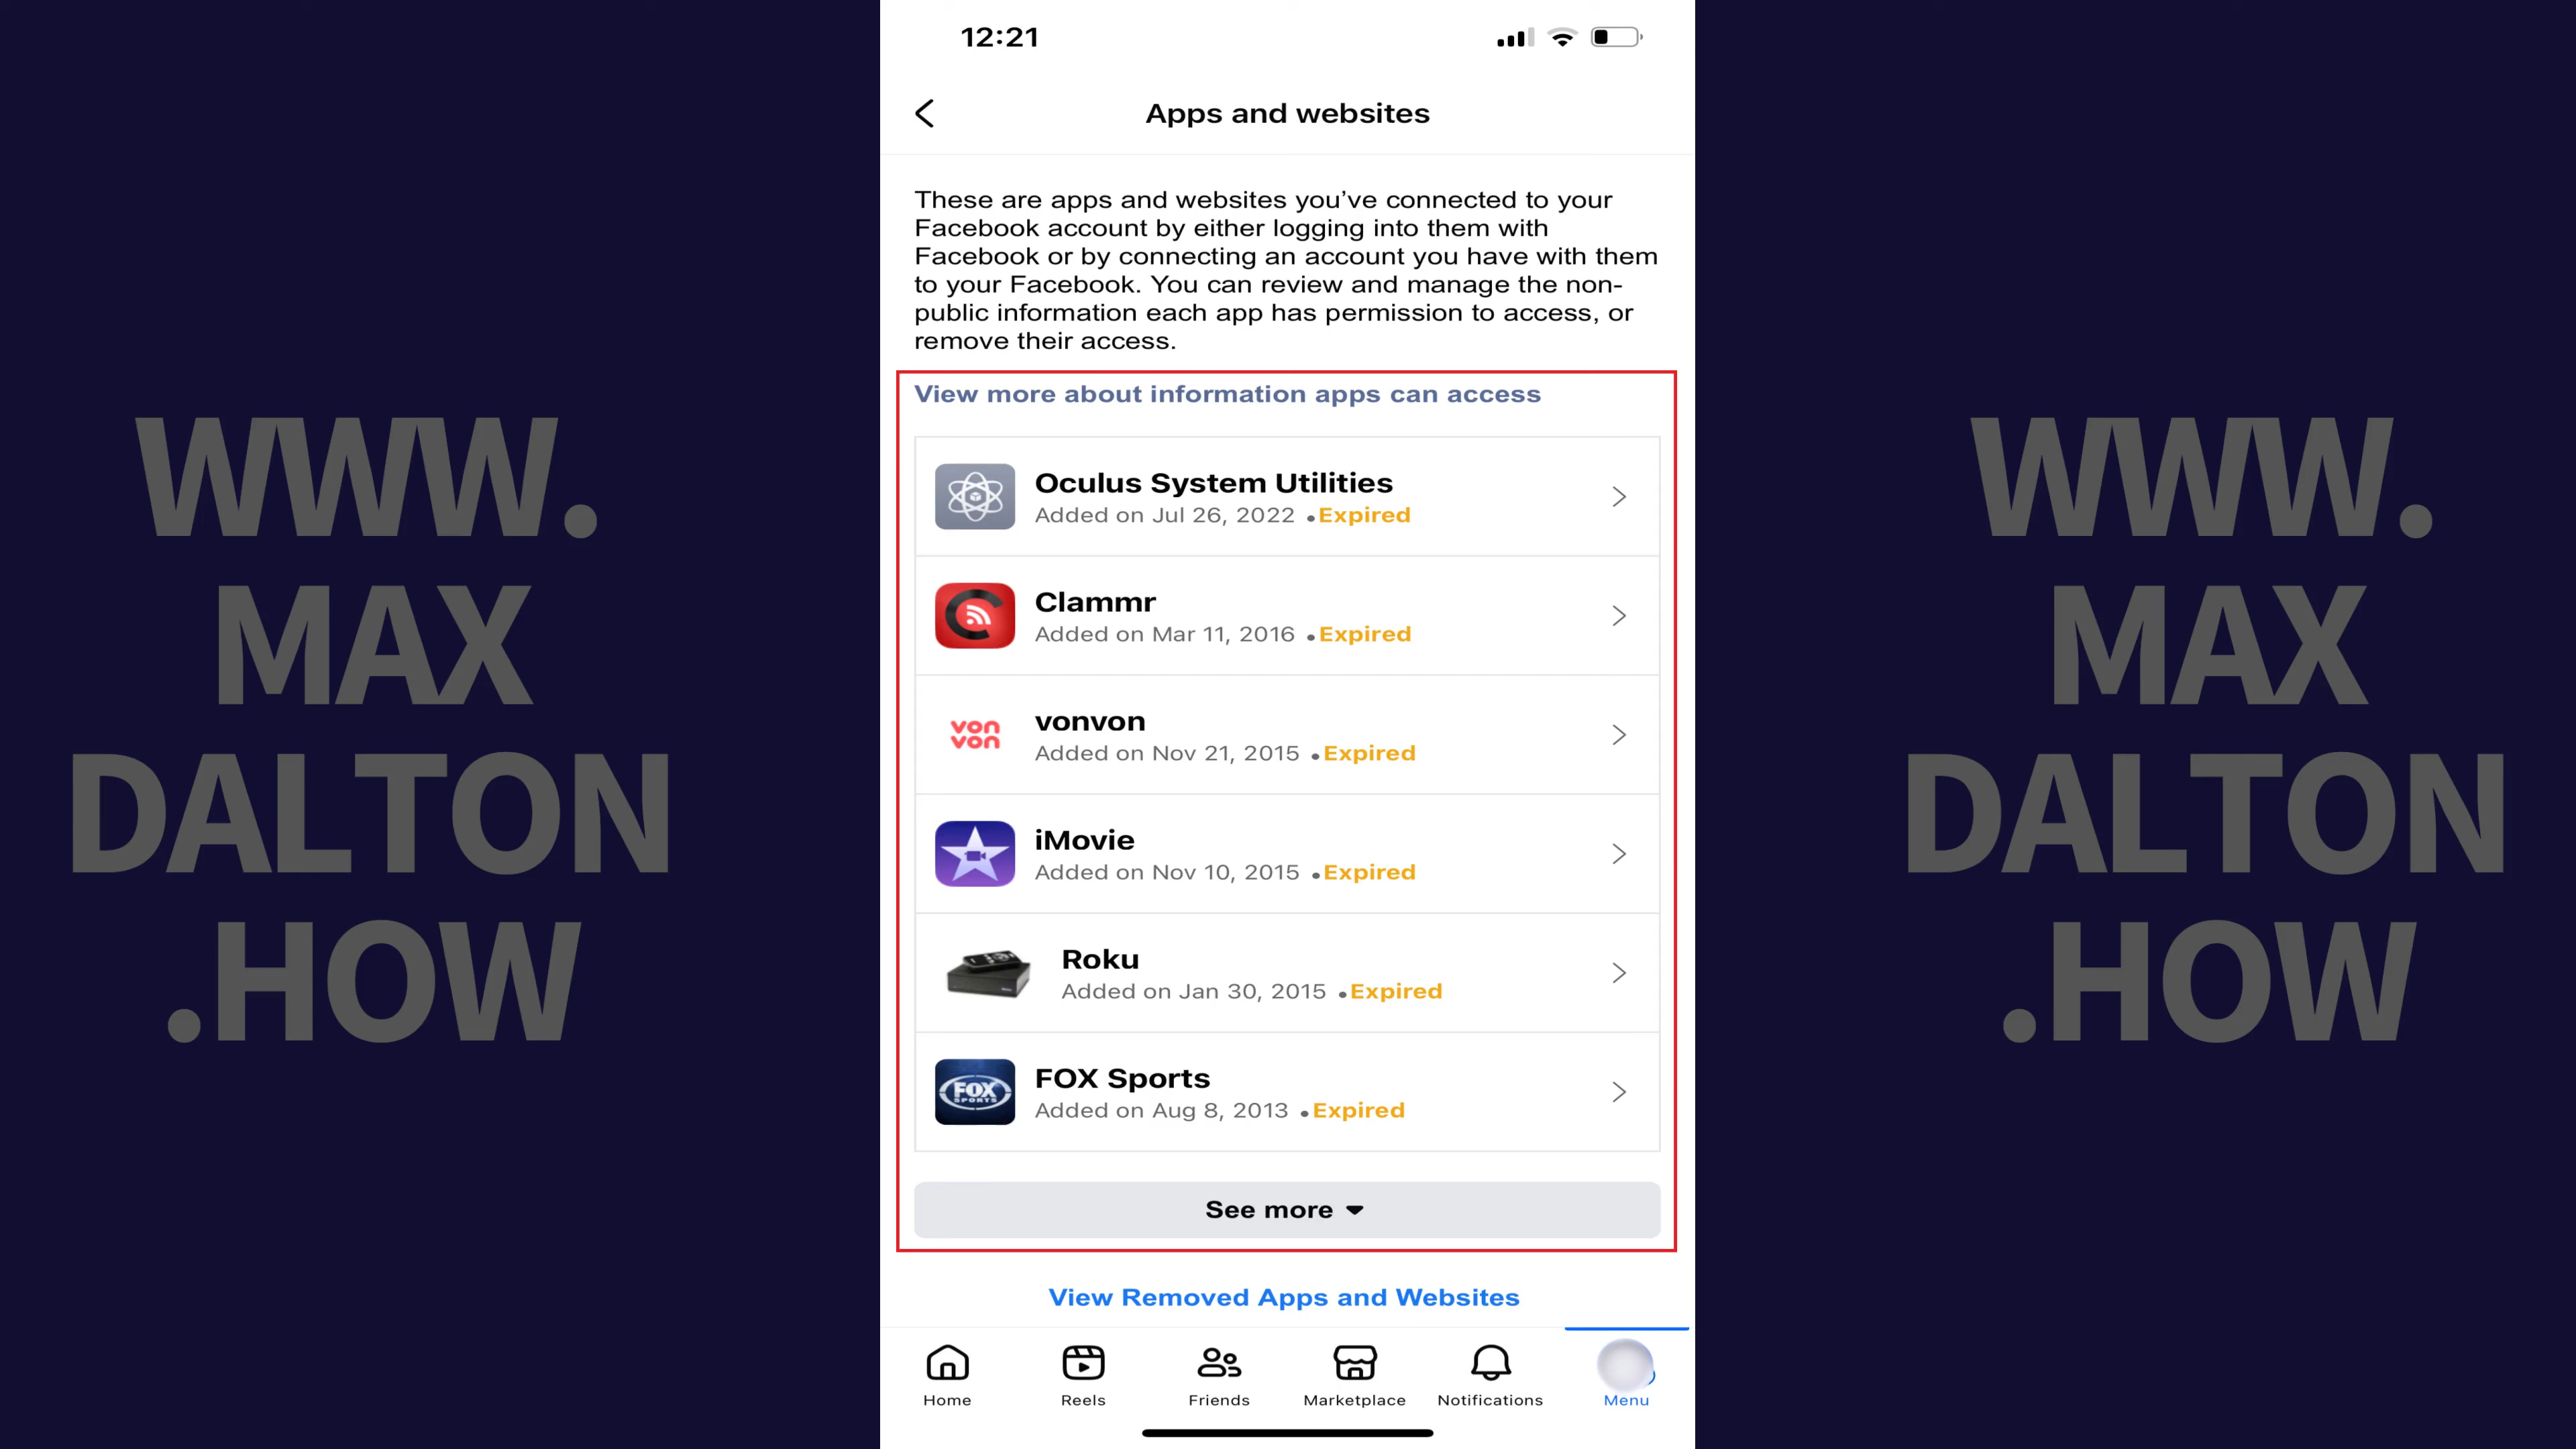 WWW.
MAX
DALTON
.HOW
12:21
Apps and websites
These are apps and websites you’ve connected to your
Facebook account by either logging into them with
Facebook or by connecting an account you have with them
to your Facebook. You can review and manage the non-
public information each app has permission to access, or
remove their access.
View more about information apps can access
Oculus System Utilities
Added on Jul 26, 2022 • Expired
Clammr
Added on Mar 11, 2016 • Expired
von
von
vonvon
Added on Nov 21, 2015 • Expired
iMovie
Added on Nov 10, 2015 • Expired
Roku
Added on Jan 30, 2015 • Expired
FOX
SPORTS
FOX Sports
Added on Aug 8, 2013 • Expired
See more
View Removed Apps and Websites
Home
Reels
Friends
Marketplace
Notifications
Menu
WWW.
MAX
DALTON
.HOW